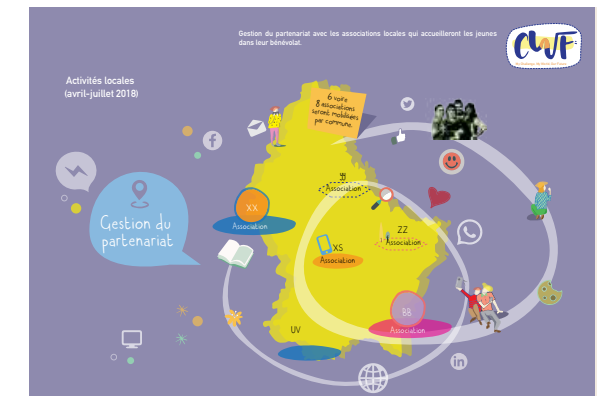 Gestion du partenariat avec les associations locales qui accueilleront les jeunes
dans leur bénévolat.
Activités locales
(avril-juillet 2018)
6 voire
8 associations
seront mobilisées
par commune.
JJ
Association
XX
Association
ZZ
Association
XS
Association
Gestion du
partenariat
BB
Association
UV
in